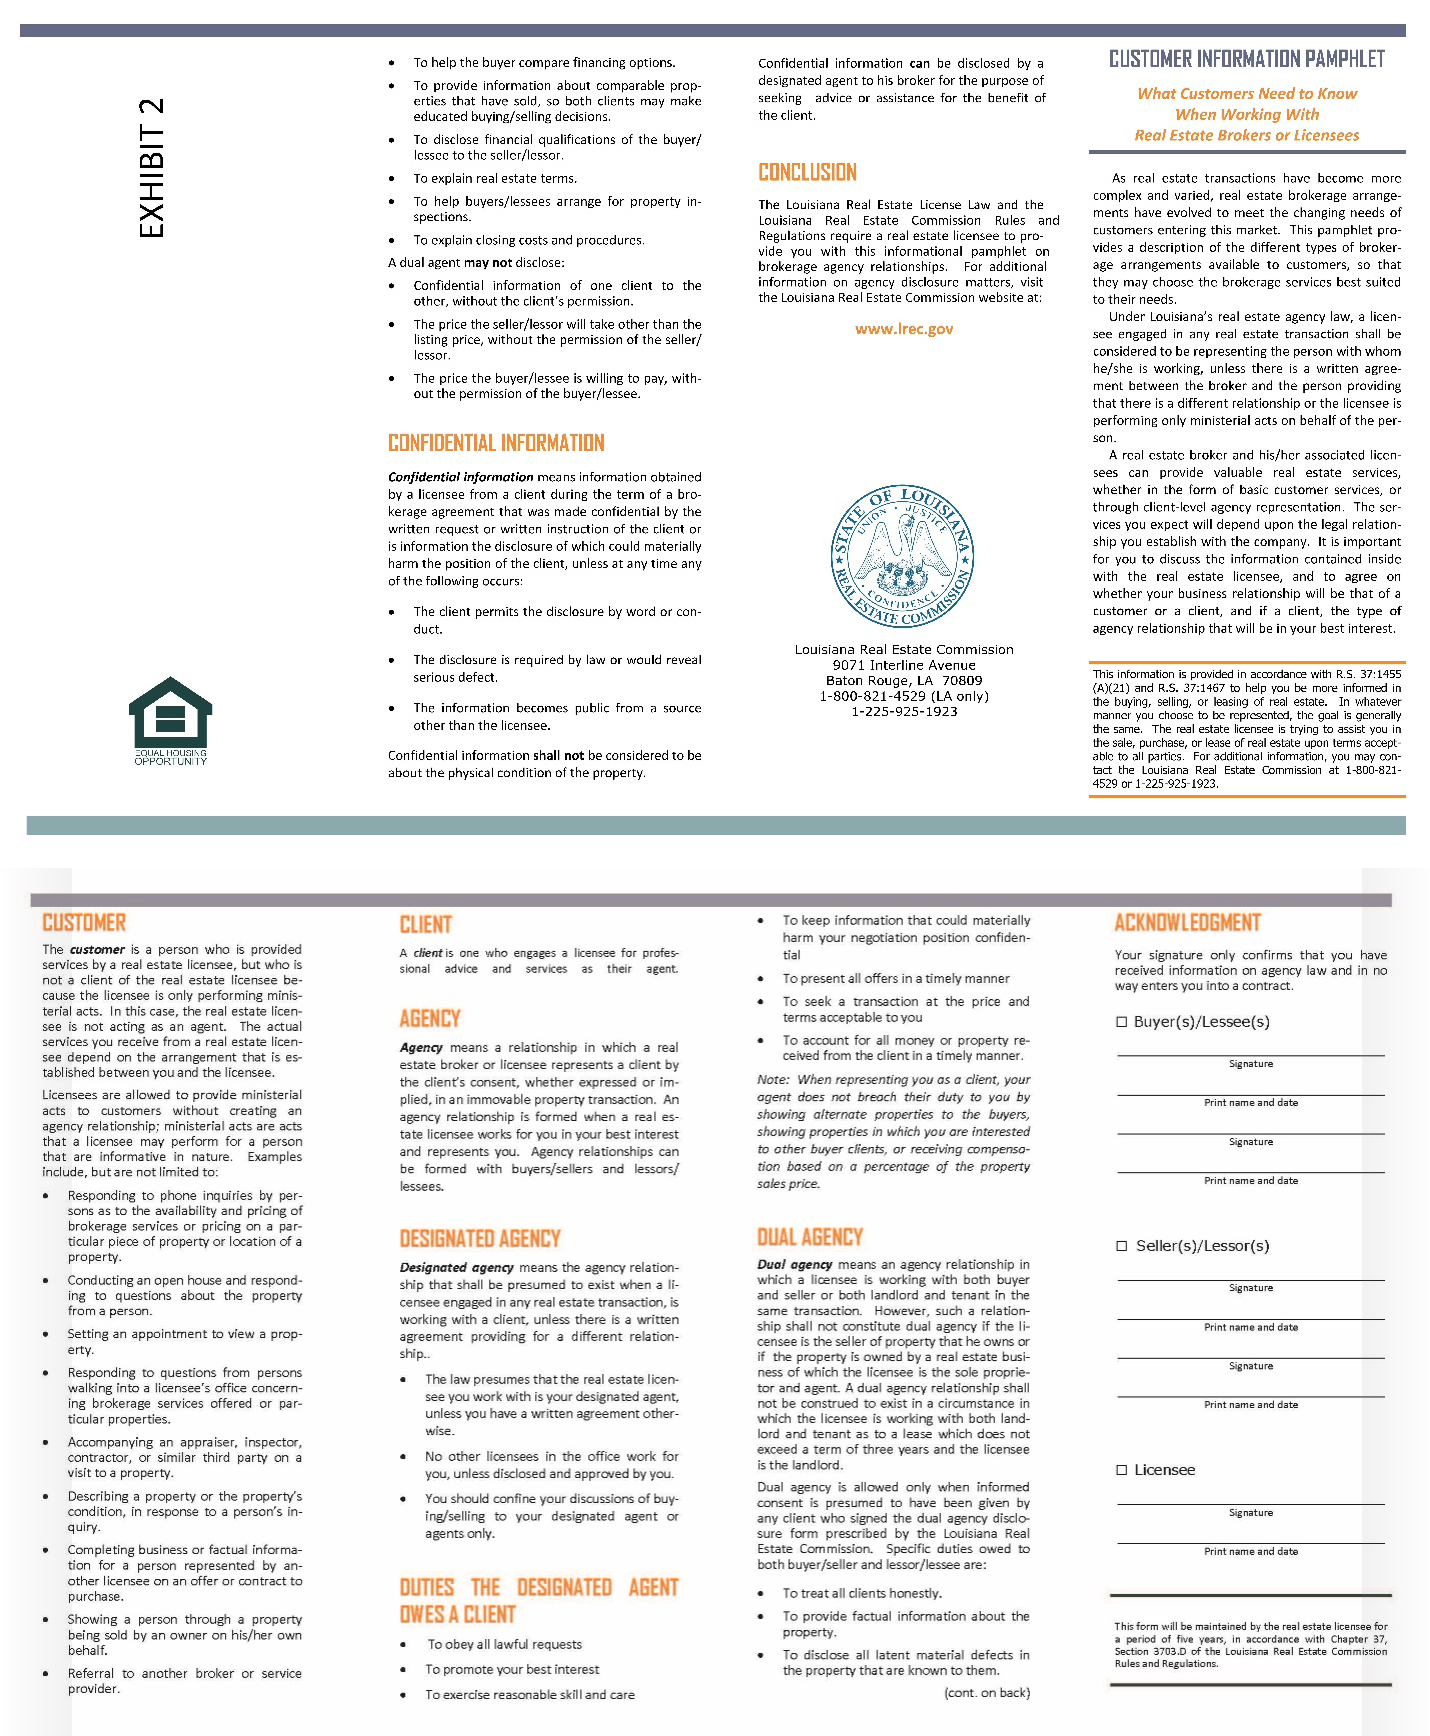 EXHIBIT 2
EQUAL HOUSING
OPPORTUNITY
• To help the buyer compare financing options.
• To provide information about comparable prop-
erties that have sold, so both clients may make
educated buying/selling decisions.
• To disclose financial qualifications of the buyer/
lessee to the seller/lessor.
• To explain real estate terms.
• To help buyers/lessees arrange for property in-
spections.
• To explain closing costs and procedures.
A dual agent may not disclose:
• Confidential information of one client to the
other, without the client's permission.
• The price the seller/lessor will take other than the
listing price, without the permission of the seller/
lessor.
• The price the buyer/lessee is willing to pay, with-
out the permission of the buyer/lessee.
CONFIDENTIAL INFORMATION
Confidential information means information obtained
by a licensee from a client during the term of a bro-
kerage agreement that was made confidential by the
written request or written instruction of the client or
is information the disclosure of which could materially
harm the position of the client, unless at any time any
of the following occurs:
• The client permits the disclosure by word or con-
duct.
• The disclosure is required by law or would reveal
serious defect.
• The information becomes public from a source
other than the licensee.
Confidential information shall not be considered to be
about the physical condition of the property.
Confidential information can be disclosed by a
designated agent to his broker for the purpose of
seeking advice or assistance for the benefit of
the client.
CONCLUSION
The Louisiana Real Estate License Law and the
Louisiana Real Estate Commission Rules and
Regulations require a real estate licensee to pro-
vide you with this informational pamphlet on
brokerage agency relationships. For additional
information on agency disclosure matters, visit
the Louisiana Real Estate Commission website at:
www.lrec.gov
STATE OF LOUISIANA
UNION · JUSTICE
· CONFIDENCE ·
REAL ESTATE COMMISSION
Louisiana Real Estate Commission
9071 Interline Avenue
Baton Rouge, LA 70809
1-800-821-4529 (LA only)
1-225-925-1923
CUSTOMER INFORMATION PAMPHLET
What Customers Need to Know
When Working With
Real Estate Brokers or Licensees
As real estate transactions have become more
complex and varied, real estate brokerage arrange-
ments have evolved to meet the changing needs of
customers entering this market. This pamphlet pro-
vides a description of the different types of broker-
age arrangements available to customers, so that
they may choose the brokerage services best suited
to their needs.
Under Louisiana's real estate agency law, a licen-
see engaged in any real estate transaction shall be
considered to be representing the person with whom
he/she is working, unless there is a written agree-
ment between the broker and the person providing
that there is a different relationship or the licensee is
performing only ministerial acts on behalf of the per-
son.
A real estate broker and his/her associated licen-
sees can provide valuable real estate services,
whether in the form of basic customer services, or
through client-level agency representation. The ser-
vices you expect will depend upon the legal relation-
ship you establish with the company. It is important
for you to discuss the information contained inside
with the real estate licensee, and to agree on
whether your business relationship will be that of a
customer or a client, and if a client, the type of
agency relationship that will be in your best interest.
This information is provided in accordance with R.S. 37:1455
(A)(21) and R.S. 37:1467 to help you be more informed in
the buying, selling, or leasing of real estate. In whatever
manner you choose to be represented, the goal is generally
the same. The real estate licensee is trying to assist you in
the sale, purchase, or lease of real estate upon terms accept-
able to all parties. For additional information, you may con-
tact the Louisiana Real Estate Commission at 1-800-821-
4529 or 1-225-925-1923.
CUSTOMER
The customer is a person who is provided
services by a real estate licensee, but who is
not a client of the real estate licensee be-
cause the licensee is only performing minis-
terial acts. In this case, the real estate licen-
see is not acting as an agent. The actual
services you receive from a real estate licen-
see depend on the arrangement that is es-
tablished between you and the licensee.
Licensees are allowed to provide ministerial
acts to customers without creating an
agency relationship; ministerial acts are acts
that a licensee may perform for a person
that are informative in nature. Examples
include, but are not limited to:
• Responding to phone inquiries by per-
sons as to the availability and pricing of
brokerage services or pricing on a par-
ticular piece of property or location of a
property.
• Conducting an open house and respond-
ing to questions about the property
from a person.
• Setting an appointment to view a prop-
erty.
• Responding to questions from persons
walking into a licensee's office concern-
ing brokerage services offered or par-
ticular properties.
• Accompanying an appraiser, inspector,
contractor, or similar third party on a
visit to a property.
• Describing a property or the property's
condition, in response to a person's in-
quiry.
• Completing business or factual informa-
tion for a person represented by an-
other licensee on an offer or contract to
purchase.
• Showing a person through a property
being sold by an owner on his/her own
behalf.
• Referral to another broker or service
provider.
CLIENT
A client is one who engages a licensee for profes-
sional advice and services as their agent.
AGENCY
Agency means a relationship in which a real
estate broker or licensee represents a client by
the client's consent, whether expressed or im-
plied, in an immovable property transaction. An
agency relationship is formed when a real es-
tate licensee works for you in your best interest
and represents you. Agency relationships can
be formed with buyers/sellers and lessors/
lessees.
DESIGNATED AGENCY
Designated agency means the agency relation-
ship that shall be presumed to exist when a li-
censee engaged in any real estate transaction, is
working with a client, unless there is a written
agreement providing for a different relation-
ship..
• The law presumes that the real estate licen-
see you work with is your designated agent,
unless you have a written agreement other-
wise.
• No other licensees in the office work for
you, unless disclosed and approved by you.
• You should confine your discussions of buy-
ing/selling to your designated agent or
agents only.
DUTIES THE DESIGNATED AGENT
OWES A CLIENT
• To obey all lawful requests
• To promote your best interest
• To exercise reasonable skill and care
• To keep information that could materially
harm your negotiation position confiden-
tial
• To present all offers in a timely manner
• To seek a transaction at the price and
terms acceptable to you
• To account for all money or property re-
ceived from the client in a timely manner.
Note: When representing you as a client, your
agent does not breach their duty to you by
showing alternate properties to the buyers,
showing properties in which you are interested
to other buyer clients, or receiving compensa-
tion based on a percentage of the property
sales price.
DUAL AGENCY
Dual agency means an agency relationship in
which a licensee is working with both buyer
and seller or both landlord and tenant in the
same transaction. However, such a relation-
ship shall not constitute dual agency if the li-
censee is the seller of property that he owns or
if the property is owned by a real estate busi-
ness of which the licensee is the sole proprie-
tor and agent. A dual agency relationship shall
not be construed to exist in a circumstance in
which the licensee is working with both land-
lord and tenant as to a lease which does not
exceed a term of three years and the licensee
is the landlord.
Dual agency is allowed only when informed
consent is presumed to have been given by
any client who signed the dual agency disclo-
sure form prescribed by the Louisiana Real
Estate Commission. Specific duties owed to
both buyer/seller and lessor/lessee are:
• To treat all clients honestly.
• To provide factual information about the
property.
• To disclose all latent material defects in
the property that are known to them.
(cont. on back)
ACKNOWLEDGMENT
Your signature only confirms that you have
received information on agency law and in no
way enters you into a contract.
☐ Buyer(s)/Lessee(s)
Signature
Print name and date
Signature
Print name and date
☐ Seller(s)/Lessor(s)
Signature
Print name and date
Signature
Print name and date
☐ Licensee
Signature
Print name and date
This form will be maintained by the real estate licensee for
a period of five years, in accordance with Chapter 37,
Section 3703.D of the Louisiana Real Estate Commission
Rules and Regulations.